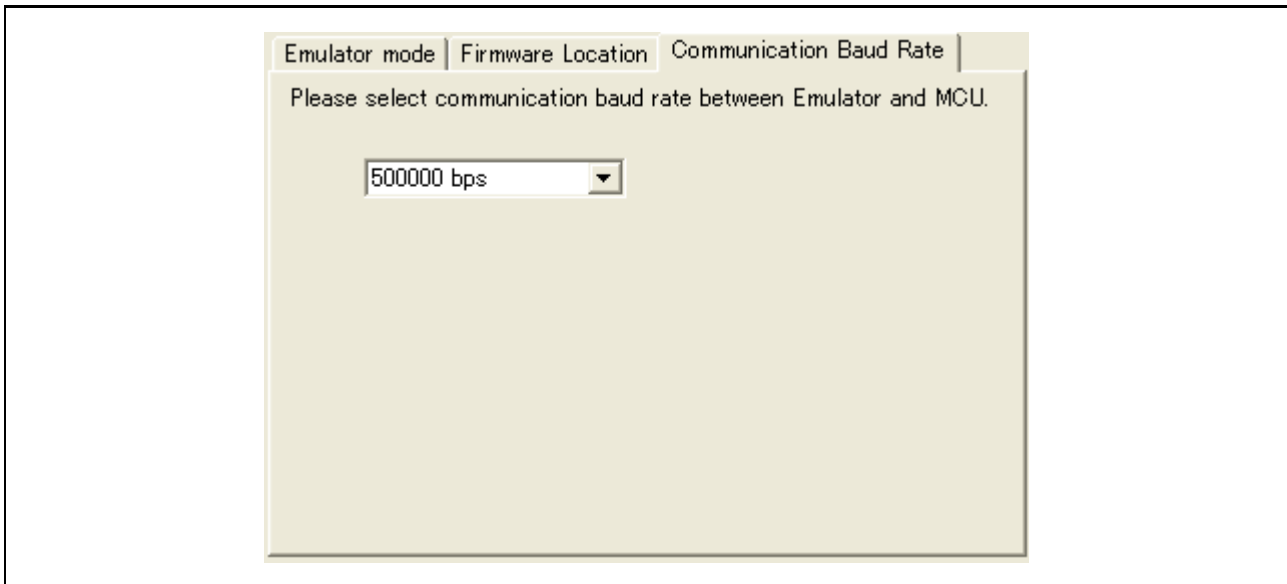 Emulator mode Firmware Location Communication Baud Rate
Please select communication baud rate between Emulator and MCU.
500000 bps